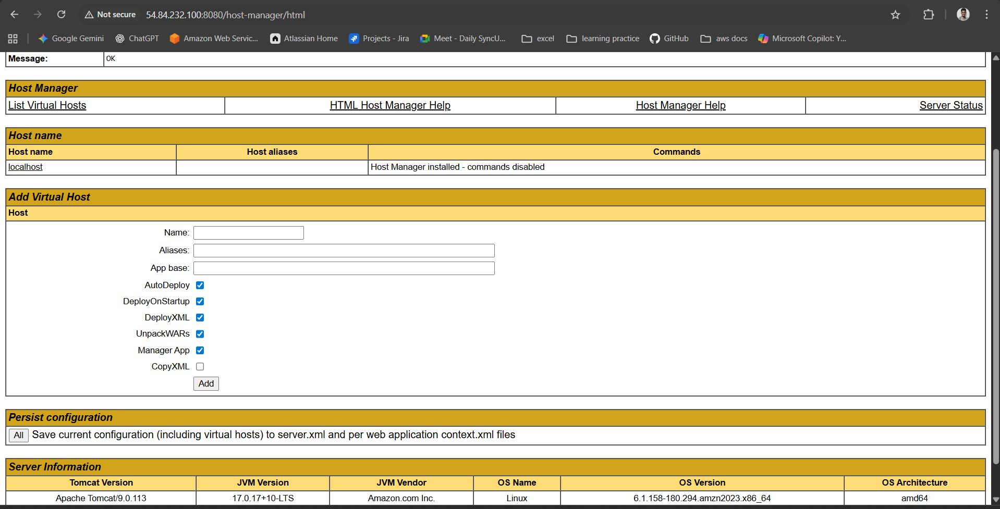 Not secure 54.84.232.100:8080/host-manager/html
Google Gemini ChatGPT Amazon Web Servic... Atlassian Home Projects - Jira Meet - Daily SyncU... excel learning practice GitHub aws docs Microsoft Copilot: Y...
Message: OK
Host Manager
List Virtual Hosts HTML Host Manager Help Host Manager Help Server Status
Host name
Host name Host aliases Commands
localhost Host Manager installed - commands disabled
Add Virtual Host
Host
Name:
Aliases:
App base:
AutoDeploy
DeployOnStartup
DeployXML
UnpackWARs
Manager App
CopyXML
Add
Persist configuration
All Save current configuration (including virtual hosts) to server.xml and per web application context.xml files
Server Information
Tomcat Version JVM Version JVM Vendor OS Name OS Version OS Architecture
Apache Tomcat/9.0.113 17.0.17+10-LTS Amazon.com Inc. Linux 6.1.158-180.294.amzn2023.x86_64 amd64